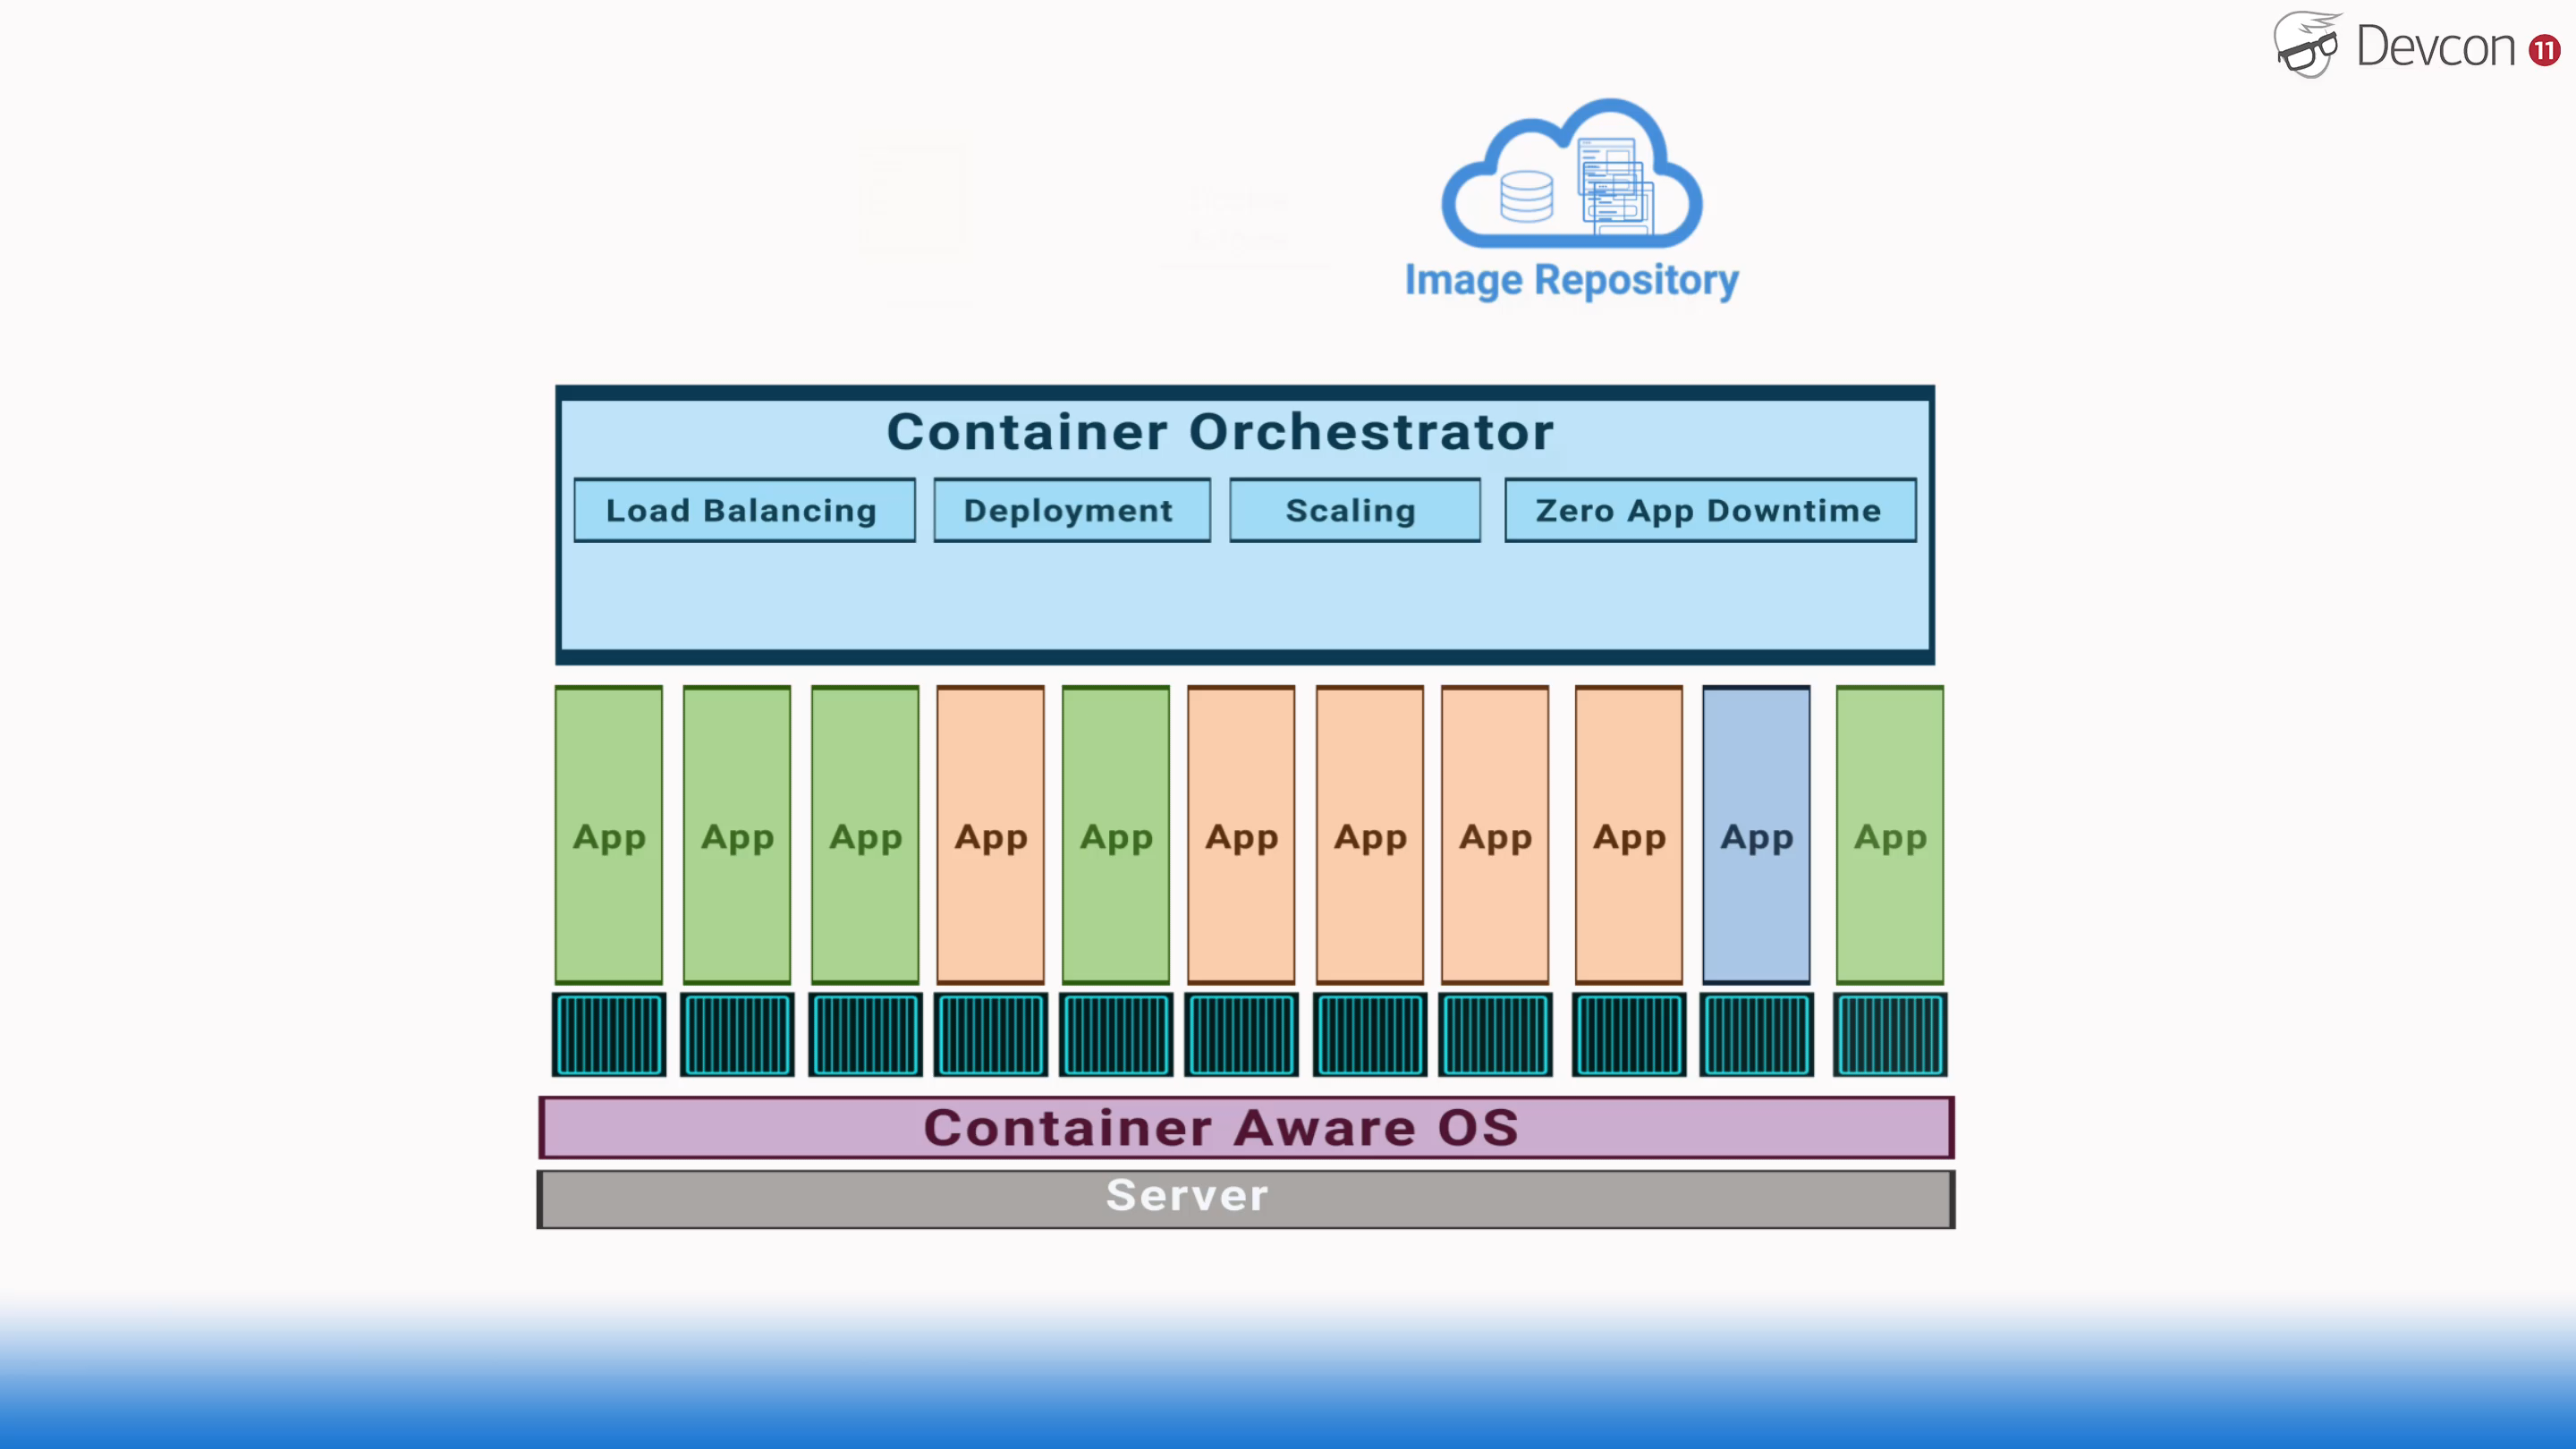 Devcon 11
Image Repository
Container Orchestrator
Load Balancing Deployment Scaling Zero App Downtime
App App App App App App App App App App App
Container Aware OS
Server